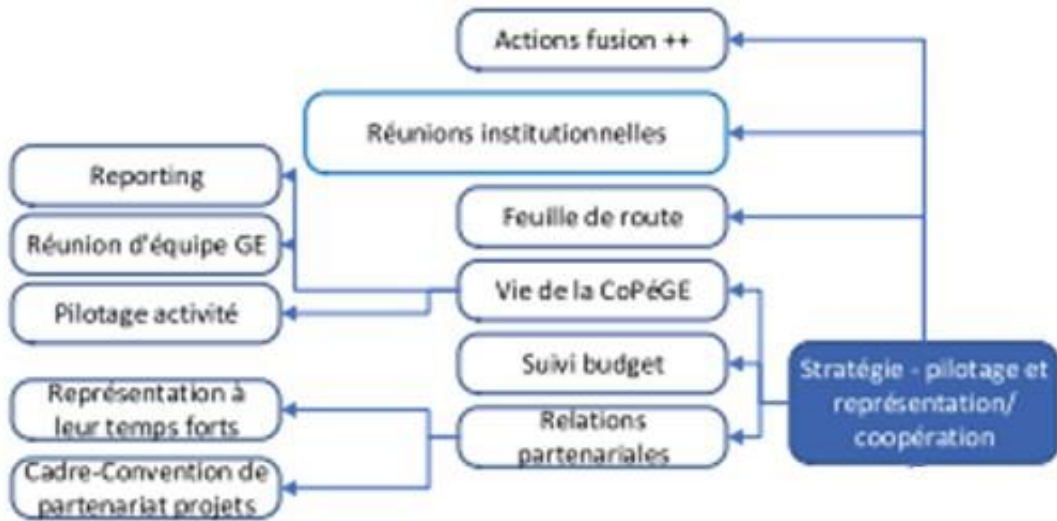 Actions fusion ++
Réunions institutionnelles
Reporting
Feuille de route
Réunion d'équipe GE
Vie de la CoPéGE
Pilotage activité
Suivi budget
Stratégie - pilotage et
représentation/
coopération
Représentation à
leur temps forts
Relations
partenariales
Cadre-Convention de
partenariat projets